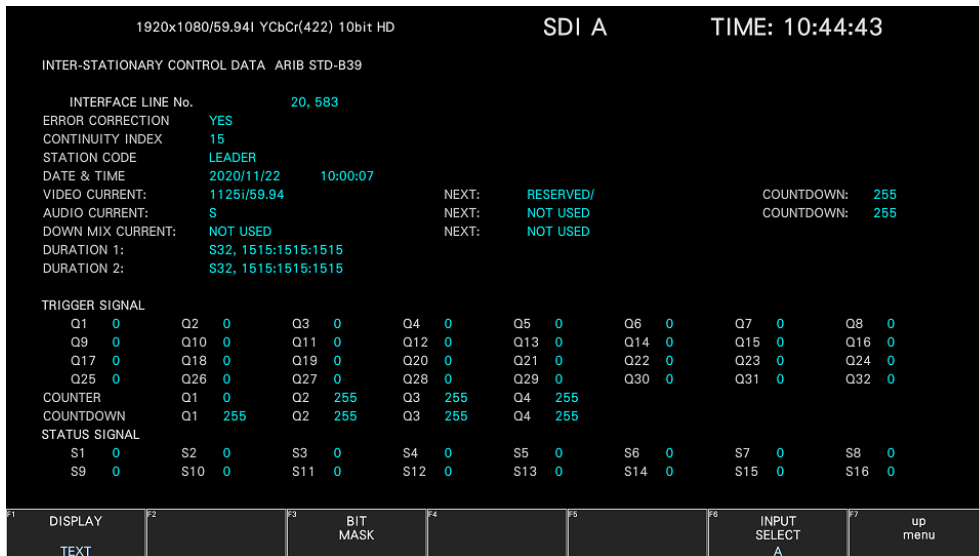 1920x1080/59.94I YCbCr(422) 10bit HD SDI A TIME: 10:44:43
INTER-STATIONARY CONTROL DATA ARIB STD-B39
INTERFACE LINE No. 20, 583
ERROR CORRECTION YES
CONTINUITY INDEX 15
STATION CODE LEADER
DATE & TIME 2020/11/22 10:00:07
VIDEO CURRENT: 1125i/59.94 NEXT: RESERVED/ COUNTDOWN: 255
AUDIO CURRENT: S NEXT: NOT USED COUNTDOWN: 255
DOWN MIX CURRENT: NOT USED NEXT: NOT USED
DURATION 1: S32, 1515:1515:1515
DURATION 2: S32, 1515:1515:1515
TRIGGER SIGNAL
Q1 0 Q2 0 Q3 0 Q4 0 Q5 0 Q6 0 Q7 0 Q8 0
Q9 0 Q10 0 Q11 0 Q12 0 Q13 0 Q14 0 Q15 0 Q16 0
Q17 0 Q18 0 Q19 0 Q20 0 Q21 0 Q22 0 Q23 0 Q24 0
Q25 0 Q26 0 Q27 0 Q28 0 Q29 0 Q30 0 Q31 0 Q32 0
COUNTER Q1 0 Q2 255 Q3 255 Q4 255
COUNTDOWN Q1 255 Q2 255 Q3 255 Q4 255
STATUS SIGNAL
S1 0 S2 0 S3 0 S4 0 S5 0 S6 0 S7 0 S8 0
S9 0 S10 0 S11 0 S12 0 S13 0 S14 0 S15 0 S16 0
F1 DISPLAY TEXT
F2
F3 BIT MASK
F4
F5
F6 INPUT SELECT A
F7 up menu